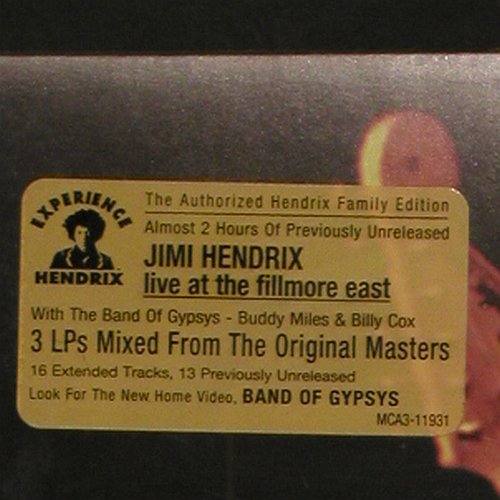 EXPERIENCE
HENDRIX
The Authorized Hendrix Family Edition
Almost 2 Hours Of Previously Unreleased
JIMI HENDRIX
live at the fillmore east
With The Band Of Gypsys - Buddy Miles & Billy Cox
3 LPs Mixed From The Original Masters
16 Extended Tracks, 13 Previously Unreleased
Look For The New Home Video, BAND OF GYPSYS
MCA3-11931